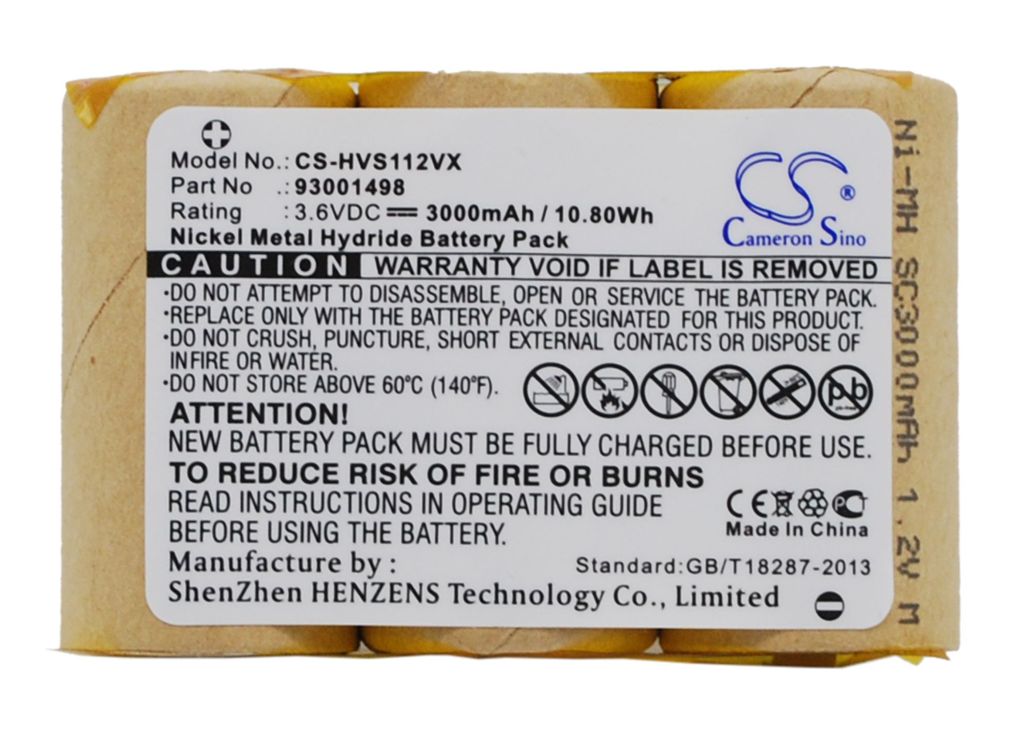 Model No.: CS-HVS112VX
Part No .: 93001498
Rating : 3.6VDC 3000mAh / 10.80Wh
Nickel Metal Hydride Battery Pack
CS ®
Cameron Sino
CAUTION WARRANTY VOID IF LABEL IS REMOVED
·DO NOT ATTEMPT TO DISASSEMBLE, OPEN OR SERVICE THE BATTERY PACK.
·REPLACE ONLY WITH THE BATTERY PACK DESIGNATED FOR THIS PRODUCT.
·DO NOT CRUSH, PUNCTURE, SHORT EXTERNAL CONTACTS OR DISPOSE OF
INFIRE OR WATER.
·DO NOT STORE ABOVE 60°C (140°F).
Pb
ATTENTION!
NEW BATTERY PACK MUST BE FULLY CHARGED BEFORE USE.
TO REDUCE RISK OF FIRE OR BURNS
READ INSTRUCTIONS IN OPERATING GUIDE
BEFORE USING THE BATTERY.
CE PCT
Made In China
Manufacture by :
Standard:GB/T18287-2013
ShenZhen HENZENS Technology Co., Limited
Ni-MH SC3000mAh 1.2V M